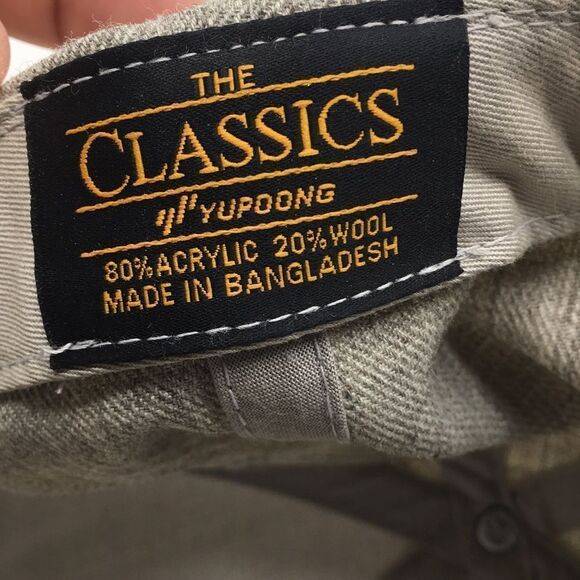 THE
CLASSICS
YUPOONG
80% ACRYLIC 20% WOOL
MADE IN BANGLADESH